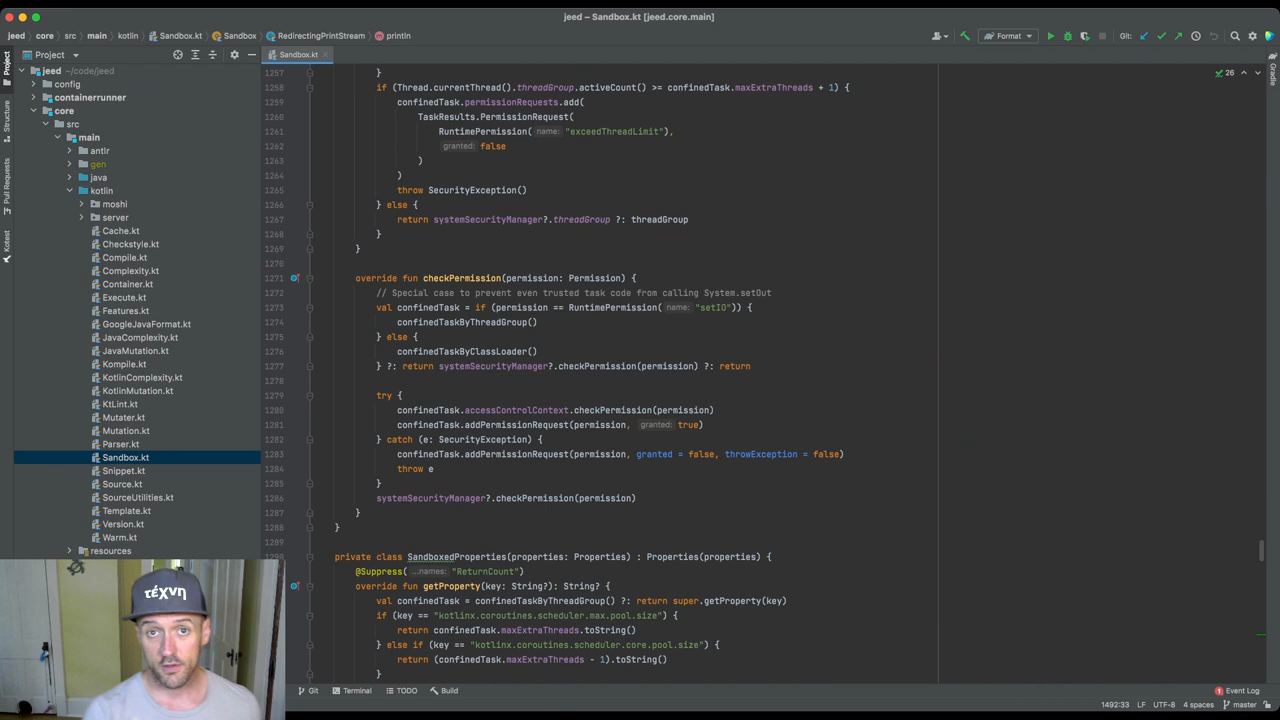 jeed – Sandbox.kt [jeed.core.main]
jeed core src main kotlin Sandbox.kt Sandbox RedirectingPrintStream println Format Git:
Project Sandbox.kt
jeed ~/code/jeed
config
containerrunner
core
src
main
antlr
gen
java
kotlin
moshi
server
Cache.kt
Checkstyle.kt
Compile.kt
Complexity.kt
Container.kt
Execute.kt
Features.kt
GoogleJavaFormat.kt
JavaComplexity.kt
JavaMutation.kt
Kompile.kt
KotlinComplexity.kt
KotlinMutation.kt
KtLint.kt
Mutater.kt
Mutation.kt
Parser.kt
Sandbox.kt
Snippet.kt
Source.kt
SourceUtilities.kt
Template.kt
Version.kt
Warm.kt
resources
Project
Structure
Pull Requests
Kotest
Gradle
26
1257 }
1258 if (Thread.currentThread().threadGroup.activeCount() >= confinedTask.maxExtraThreads + 1) {
1259 confinedTask.permissionRequests.add(
1260 TaskResults.PermissionRequest(
1261 RuntimePermission( name: "exceedThreadLimit"),
1262 granted: false
1263 )
1264 )
1265 throw SecurityException()
1266 } else {
1267 return systemSecurityManager?.threadGroup ?: threadGroup
1268 }
1269 }
1270
1271 override fun checkPermission(permission: Permission) {
1272 // Special case to prevent even trusted task code from calling System.setOut
1273 val confinedTask = if (permission == RuntimePermission( name: "setIO")) {
1274 confinedTaskByThreadGroup()
1275 } else {
1276 confinedTaskByClassLoader()
1277 } ?: return systemSecurityManager?.checkPermission(permission) ?: return
1278
1279 try {
1280 confinedTask.accessControlContext.checkPermission(permission)
1281 confinedTask.addPermissionRequest(permission, granted: true)
1282 } catch (e: SecurityException) {
1283 confinedTask.addPermissionRequest(permission, granted = false, throwException = false)
1284 throw e
1285 }
1286 systemSecurityManager?.checkPermission(permission)
1287 }
1288 }
1289
1290 private class SandboxedProperties(properties: Properties) : Properties(properties) {
@Suppress( ...names: "ReturnCount")
override fun getProperty(key: String?): String? {
val confinedTask = confinedTaskByThreadGroup() ?: return super.getProperty(key)
if (key == "kotlinx.coroutines.scheduler.max.pool.size") {
return confinedTask.maxExtraThreads.toString()
} else if (key == "kotlinx.coroutines.scheduler.core.pool.size") {
return (confinedTask.maxExtraThreads - 1).toString()
}
τέχνη
Git Terminal TODO Build 1 Event Log
1492:33 LF UTF-8 4 spaces master